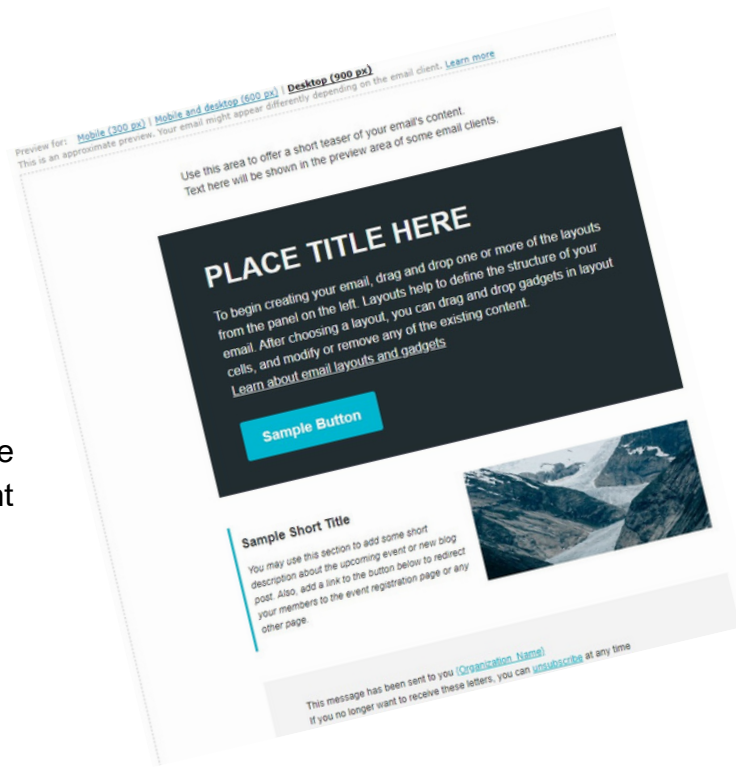 Preview for: Mobile (300 px) | Mobile and desktop (600 px) | Desktop (900 px)
This is an approximate preview. Your email might appear differently depending on the email client. Learn more
Use this area to offer a short teaser of your email's content.
Text here will be shown in the preview area of some email clients.
PLACE TITLE HERE
To begin creating your email, drag and drop one or more of the layouts
from the panel on the left. Layouts help to define the structure of your
email. After choosing a layout, you can drag and drop gadgets in layout
cells, and modify or remove any of the existing content.
Learn about email layouts and gadgets
Sample Button
Sample Short Title
You may use this section to add some short
description about the upcoming event or new blog
post. Also, add a link to the button below to redirect
your members to the event registration page or any
other page.
This message has been sent to you {Organization_Name}
If you no longer want to receive these letters, you can unsubscribe at any time